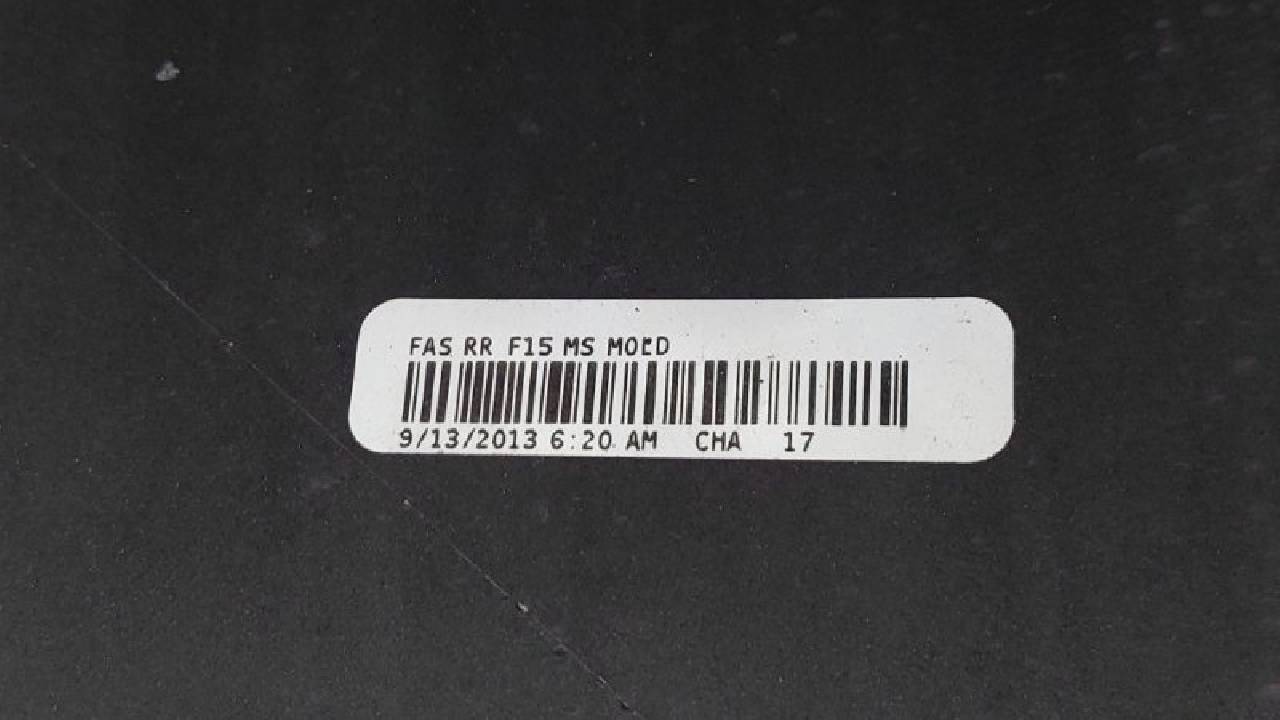 FAS RR F15 MS MOLD
9/13/2013 6:20 AM CHA 17